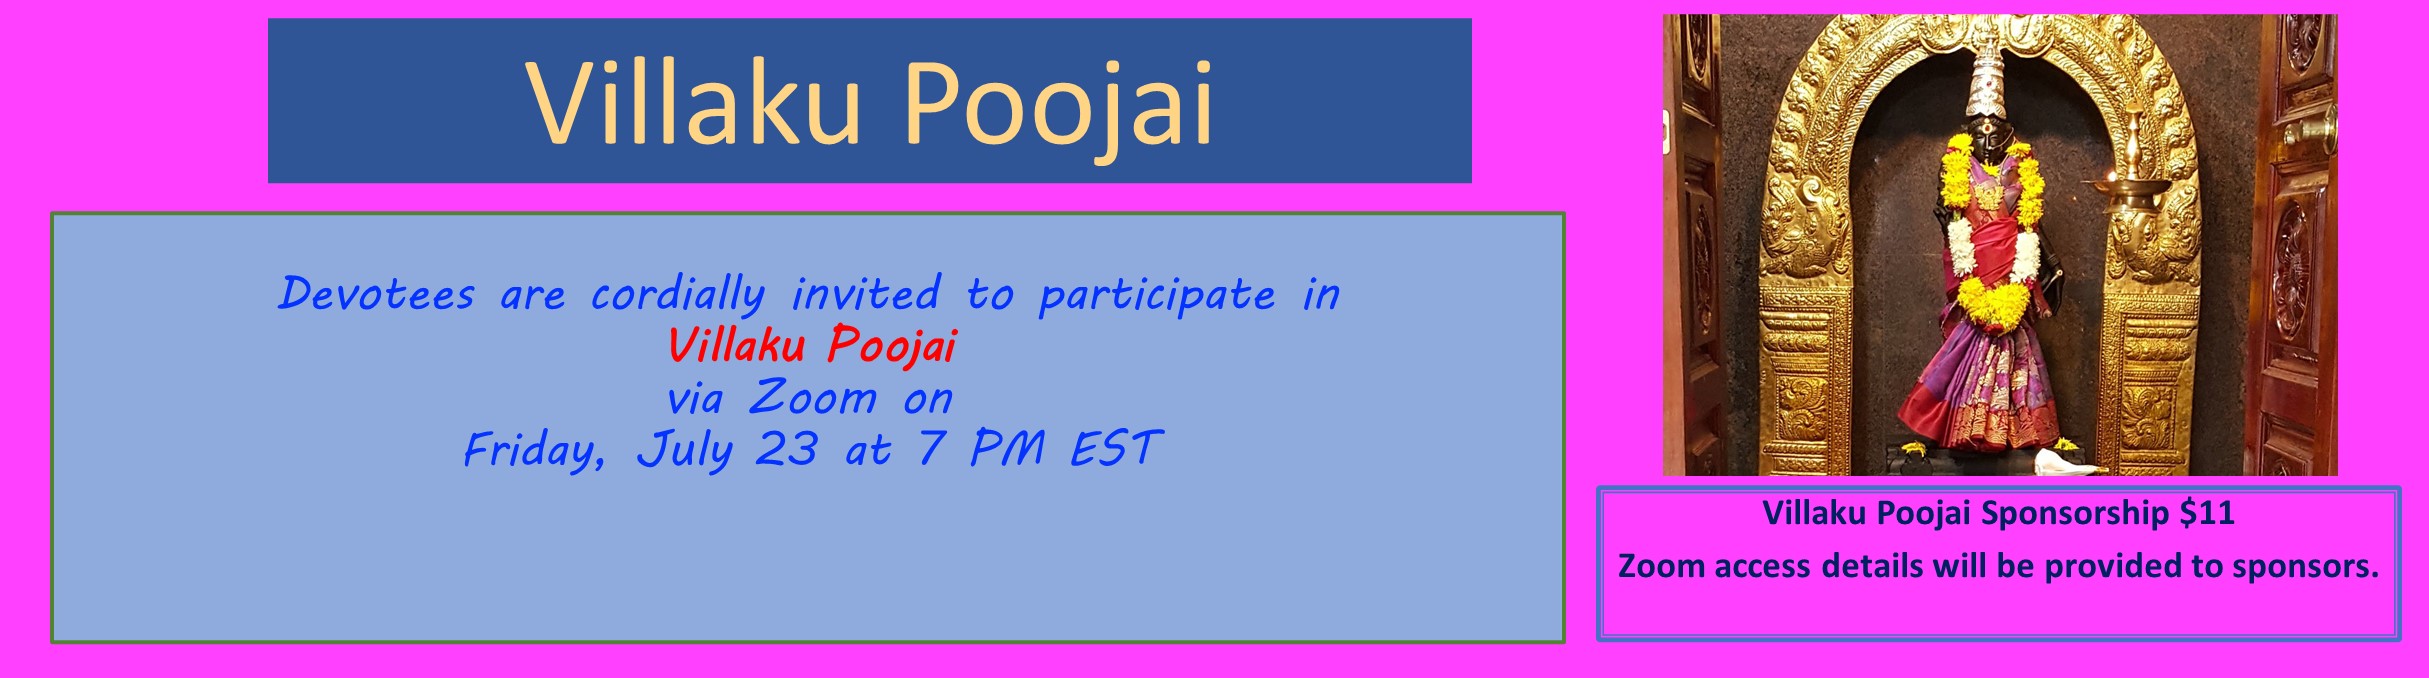 Villaku Poojai
Devotees are cordially invited to participate in
Villaku Poojai
via Zoom on
Friday, July 23 at 7 PM EST
Villaku Poojai Sponsorship $11
Zoom access details will be provided to sponsors.